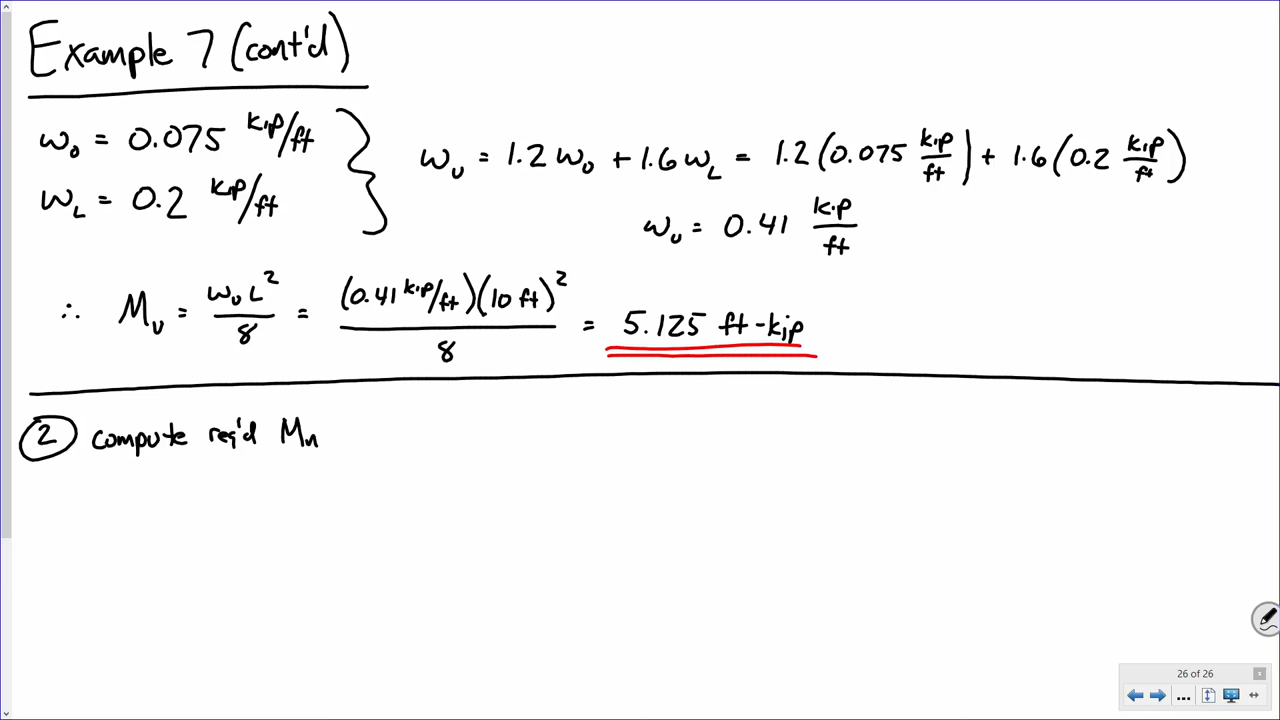 Example 7 (cont'd)
w_D = 0.075 kip/ft
w_L = 0.2 kip/ft
w_u = 1.2 w_D + 1.6 w_L = 1.2 (0.075 kip/ft) + 1.6 (0.2 kip/ft)
w_u = 0.41 kip/ft
∴ M_u = w_u L²/8 = (0.41 kip/ft)(10 ft)²/8 = 5.125 ft-kip
② compute req'd Mn
26 of 26